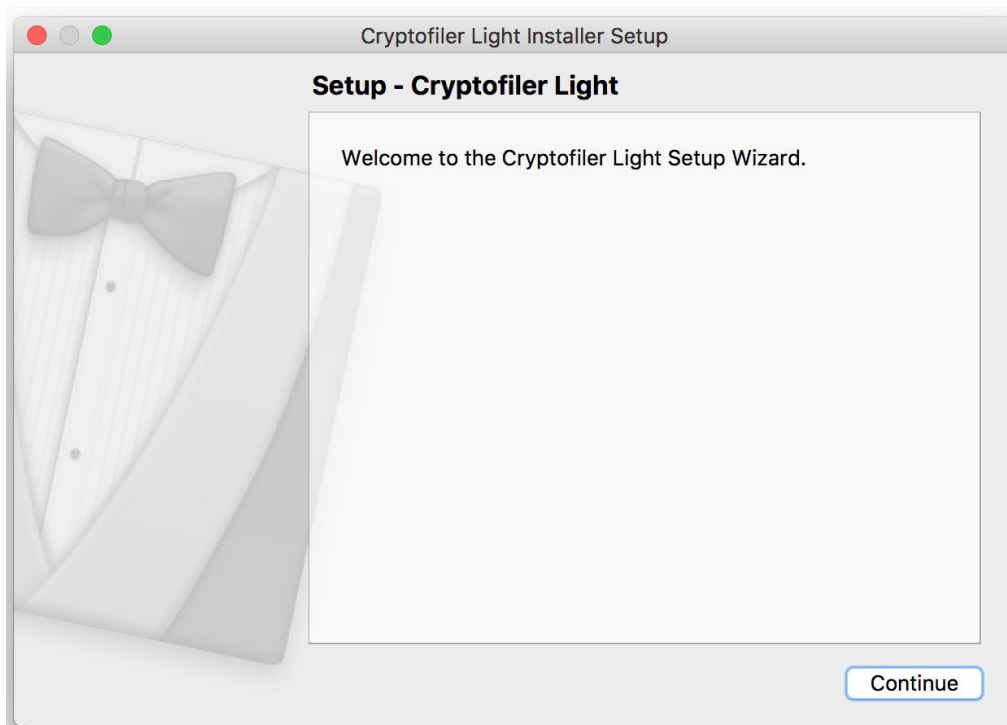 Cryptofiler Light Installer Setup
Setup - Cryptofiler Light
Welcome to the Cryptofiler Light Setup Wizard.
Continue